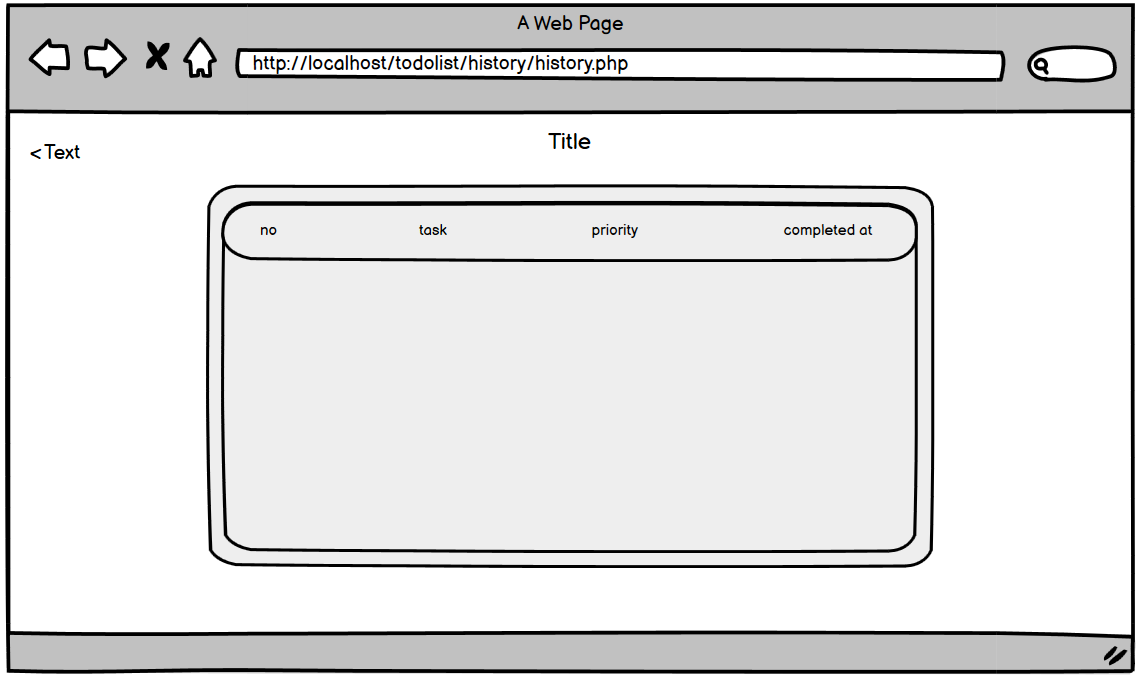 A Web Page
http://localhost/todolist/history/history.php
Title
< Text
no task priority completed at